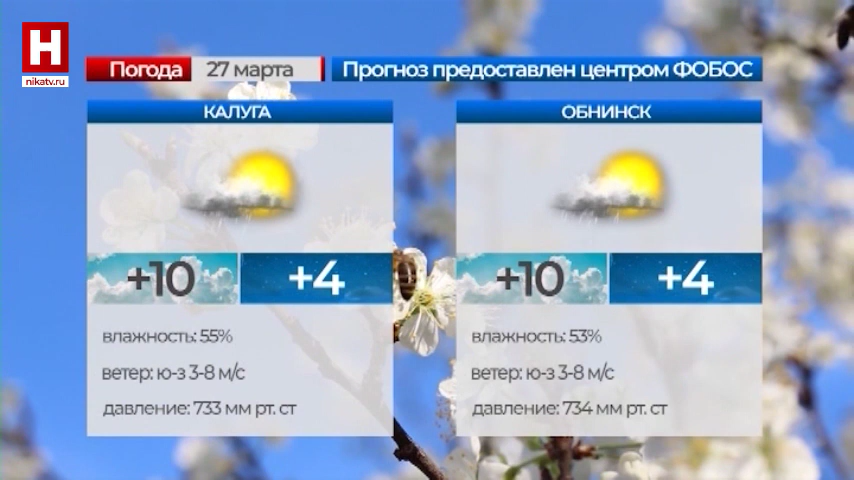 Н
nikatv.ru
Погода 27 марта Прогноз предоставлен центром ФОБОС
КАЛУГА
+10 +4
влажность: 55%
ветер: ю-з 3-8 м/с
давление: 733 мм рт. ст
ОБНИНСК
+10 +4
влажность: 53%
ветер: ю-з 3-8 м/с
давление: 734 мм рт. ст